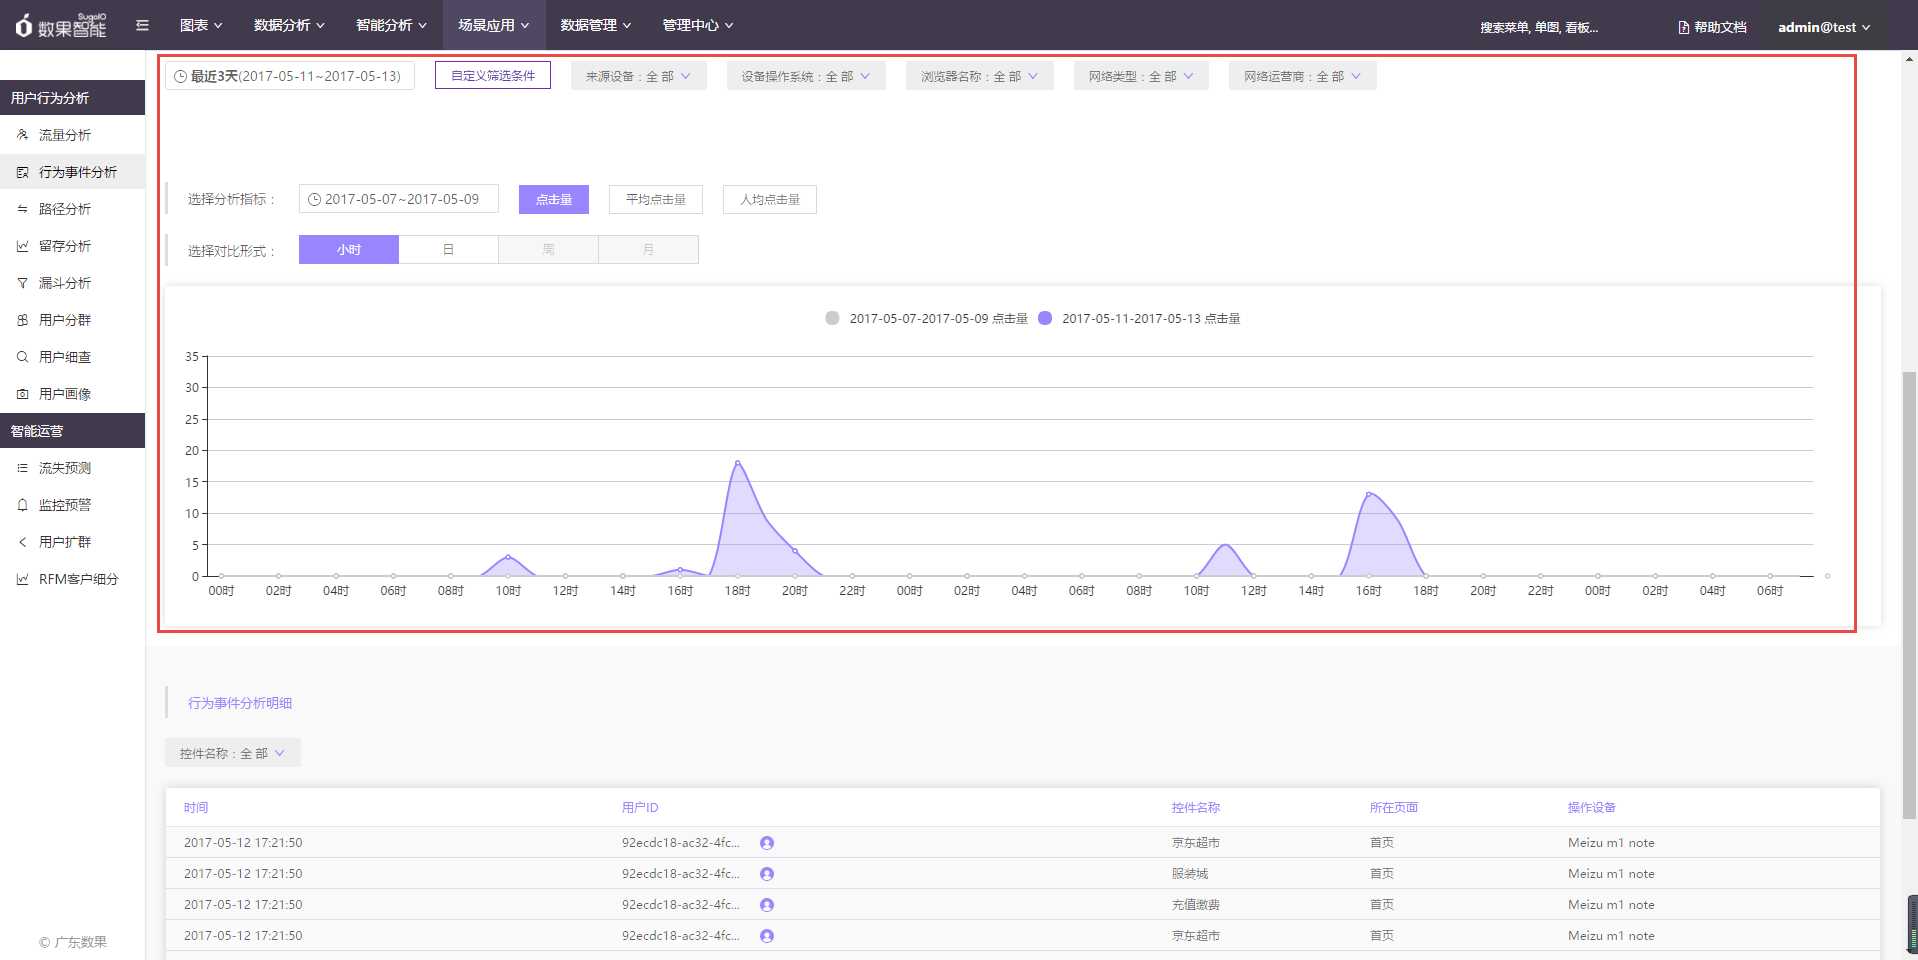 SugoIO
数果智能
图表
数据分析
智能分析
场景应用
数据管理
管理中心
搜索菜单, 单图, 看板...
帮助文档
admin@test
用户行为分析
流量分析
行为事件分析
路径分析
留存分析
漏斗分析
用户分群
用户细查
用户画像
智能运营
流失预测
监控预警
用户扩群
RFM客户细分
© 广东数果
最近3天(2017-05-11~2017-05-13)
自定义筛选条件
来源设备：全 部
设备操作系统：全 部
浏览器名称：全 部
网络类型：全 部
网络运营商：全 部
选择分析指标：
2017-05-07~2017-05-09
点击量
平均点击量
人均点击量
选择对比形式：
小时
日
周
月
2017-05-07-2017-05-09 点击量
2017-05-11-2017-05-13 点击量
35
30
25
20
15
10
5
0
00时 02时 04时 06时 08时 10时 12时 14时 16时 18时 20时 22时 00时 02时 04时 06时 08时 10时 12时 14时 16时 18时 20时 22时 00时 02时 04时 06时
行为事件分析明细
控件名称：全 部
时间 用户ID 控件名称 所在页面 操作设备
2017-05-12 17:21:50 92ecdc18-ac32-4fc... 京东超市 首页 Meizu m1 note
2017-05-12 17:21:50 92ecdc18-ac32-4fc... 服装城 首页 Meizu m1 note
2017-05-12 17:21:50 92ecdc18-ac32-4fc... 充值缴费 首页 Meizu m1 note
2017-05-12 17:21:50 92ecdc18-ac32-4fc... 京东超市 首页 Meizu m1 note